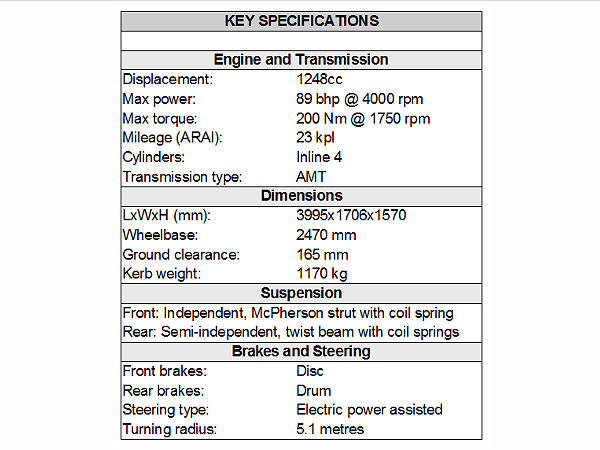 KEY SPECIFICATIONS
Engine and Transmission
Displacement: 1248cc
Max power: 89 bhp @ 4000 rpm
Max torque: 200 Nm @ 1750 rpm
Mileage (ARAI): 23 kpl
Cylinders: Inline 4
Transmission type: AMT
Dimensions
LxWxH (mm): 3995x1706x1570
Wheelbase: 2470 mm
Ground clearance: 165 mm
Kerb weight: 1170 kg
Suspension
Front: Independent, McPherson strut with coil spring
Rear: Semi-independent, twist beam with coil springs
Brakes and Steering
Front brakes: Disc
Rear brakes: Drum
Steering type: Electric power assisted
Turning radius: 5.1 metres